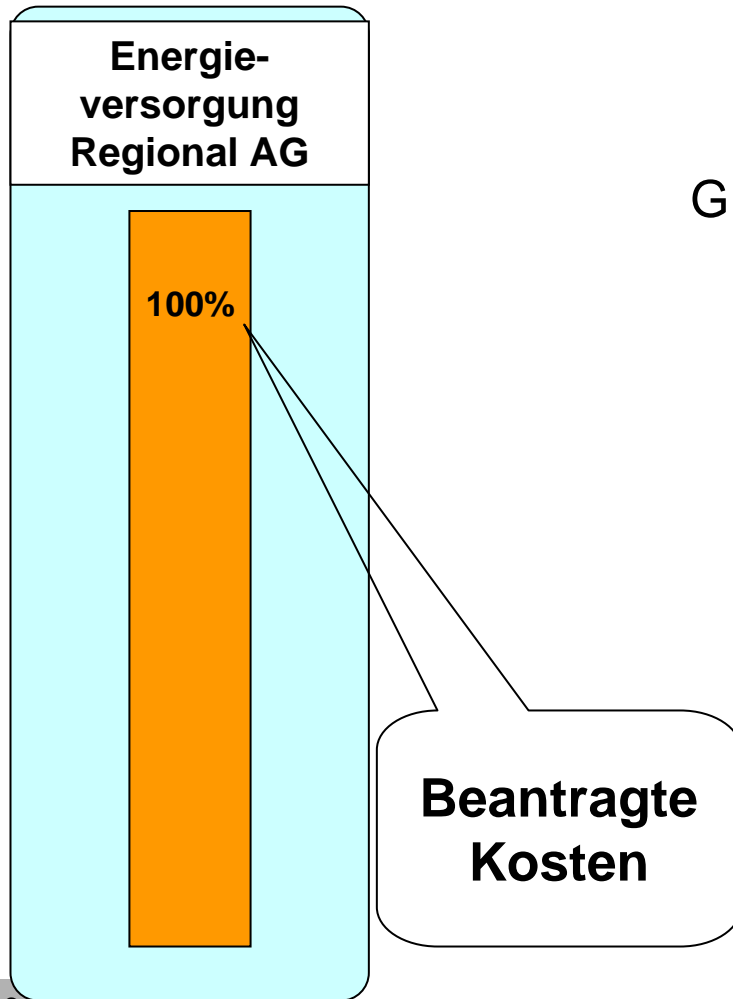 Energie-
versorgung
Regional AG
G
100%
Beantragte
Kosten